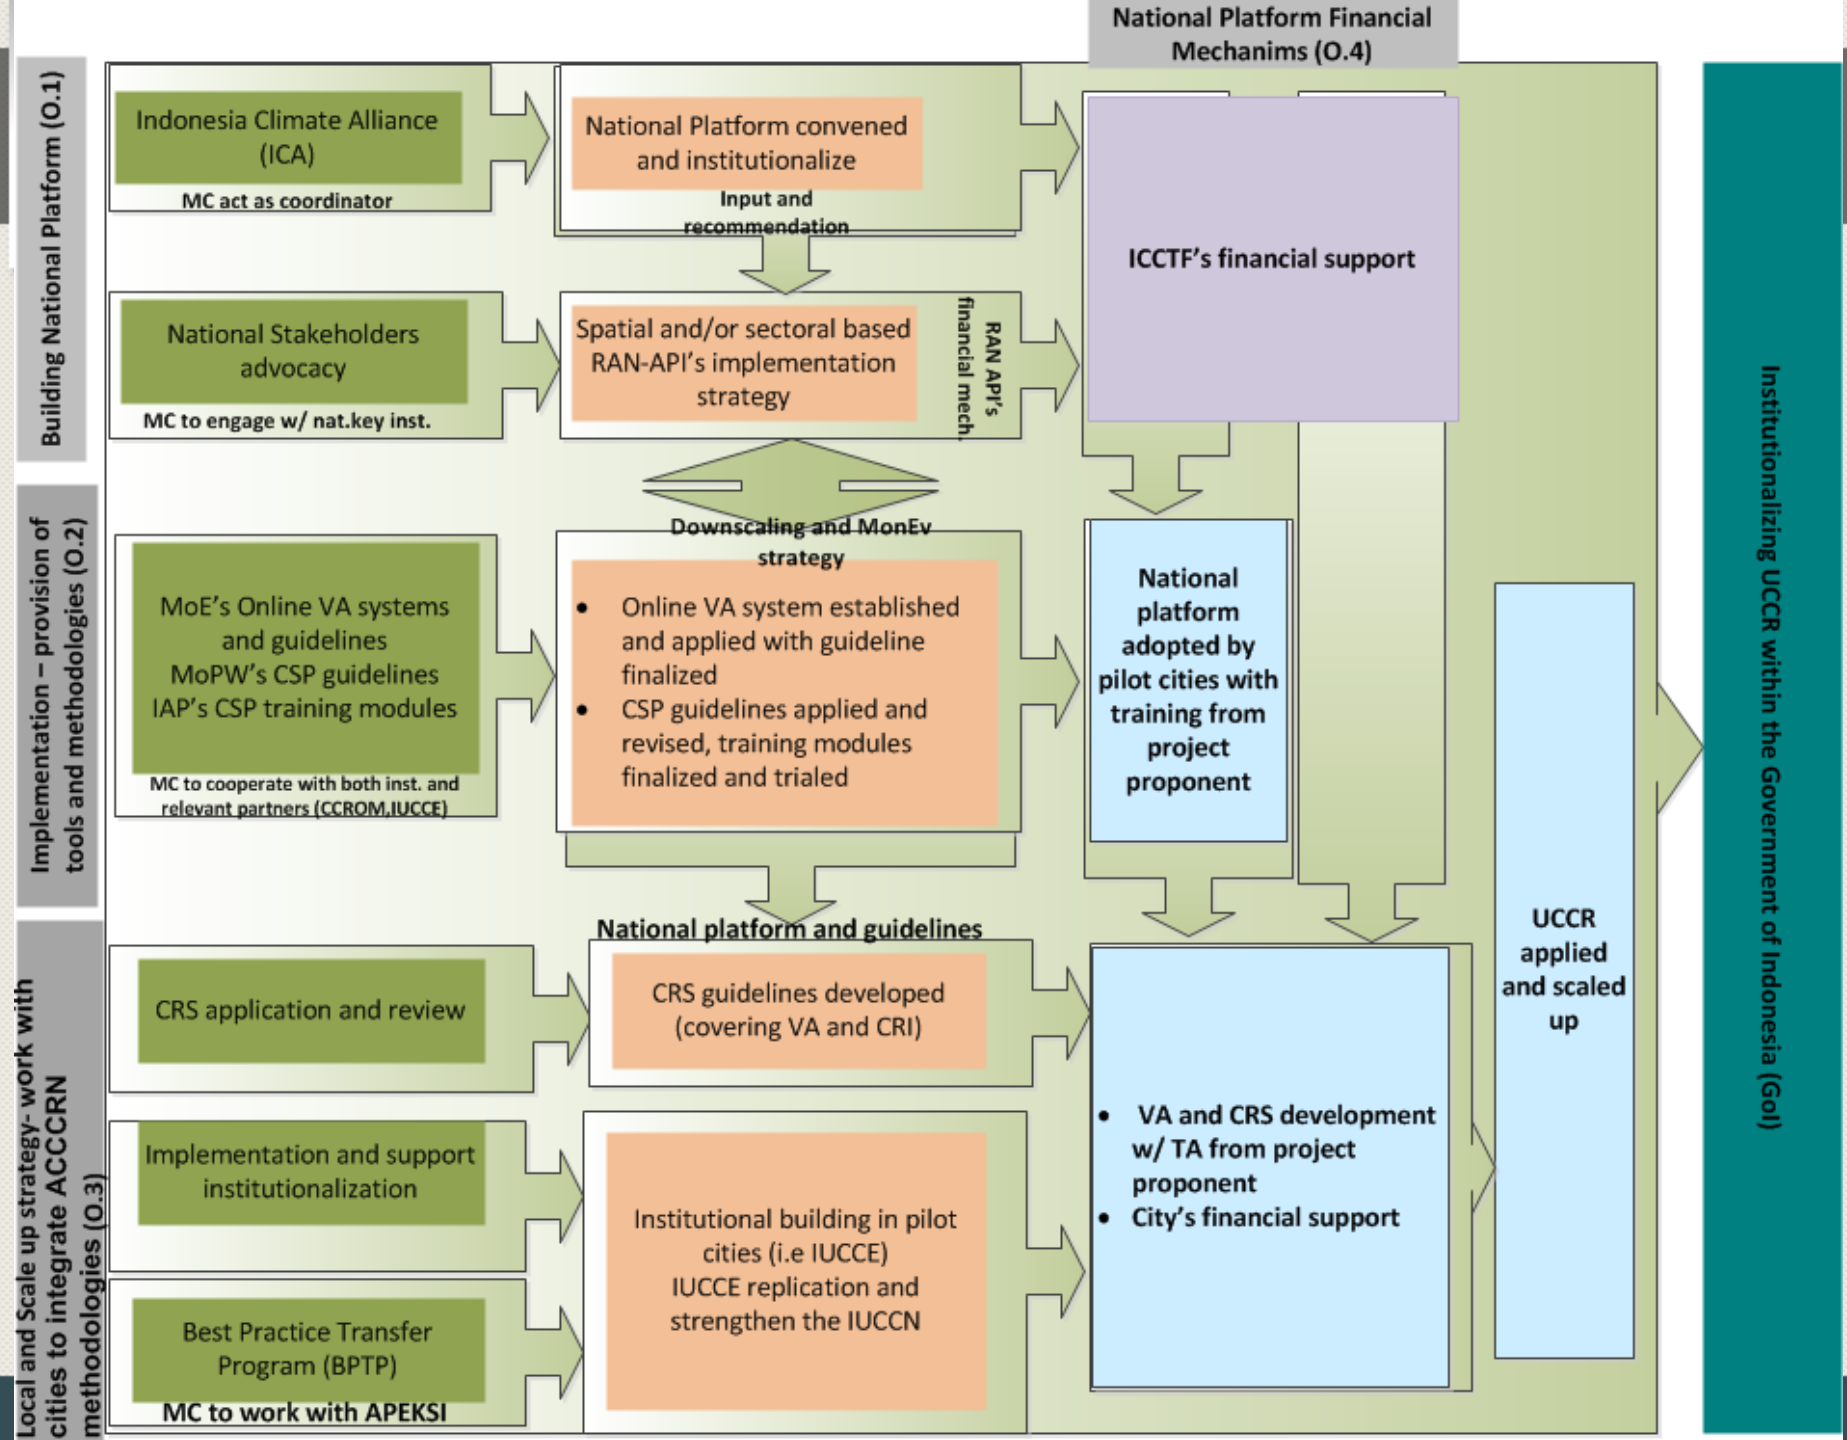 National Platform Financial
Mechanims (O.4)
Building National Platform (O.1)
Indonesia Climate Alliance
(ICA)
MC act as coordinator
National Platform convened
and institutionalize
Input and
recommendation
ICCTF's financial support
National Stakeholders
advocacy
MC to engage w/ nat.key inst.
Spatial and/or sectoral based
RAN-API's implementation
strategy
RAN API's
financial mech.
Implementation – provision of
tools and methodologies (O.2)
MoE's Online VA systems
and guidelines
MoPW's CSP guidelines
IAP's CSP training modules
MC to cooperate with both inst. and
relevant partners (CCROM,IUCCE)
Downscaling and MonEv
strategy
• Online VA system established
and applied with guideline
finalized
• CSP guidelines applied and
revised, training modules
finalized and trialed
National
platform
adopted by
pilot cities with
training from
project
proponent
Local and Scale up strategy- work with
cities to integrate ACCCRN
methodologies (O.3)
CRS application and review
National platform and guidelines
CRS guidelines developed
(covering VA and CRI)
Implementation and support
institutionalization
Best Practice Transfer
Program (BPTP)
MC to work with APEKSI
Institutional building in pilot
cities (i.e IUCCE)
IUCCE replication and
strengthen the IUCCN
• VA and CRS development
w/ TA from project
proponent
• City's financial support
UCCR
applied
and scaled
up
Institutionalizing UCCR within the Government of Indonesia (GoI)